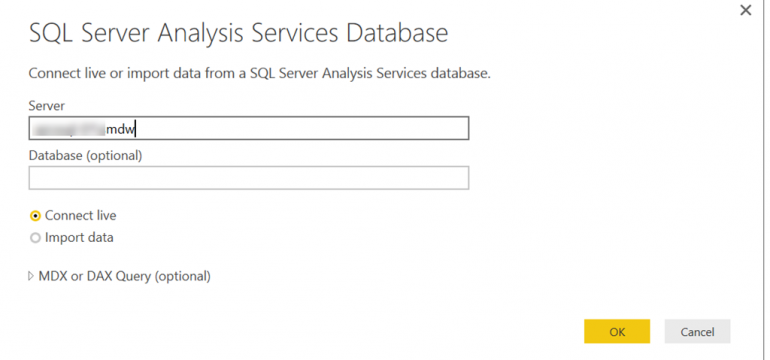 SQL Server Analysis Services Database
Connect live or import data from a SQL Server Analysis Services database.
Server
mdw
Database (optional)
Connect live
Import data
MDX or DAX Query (optional)
OK Cancel